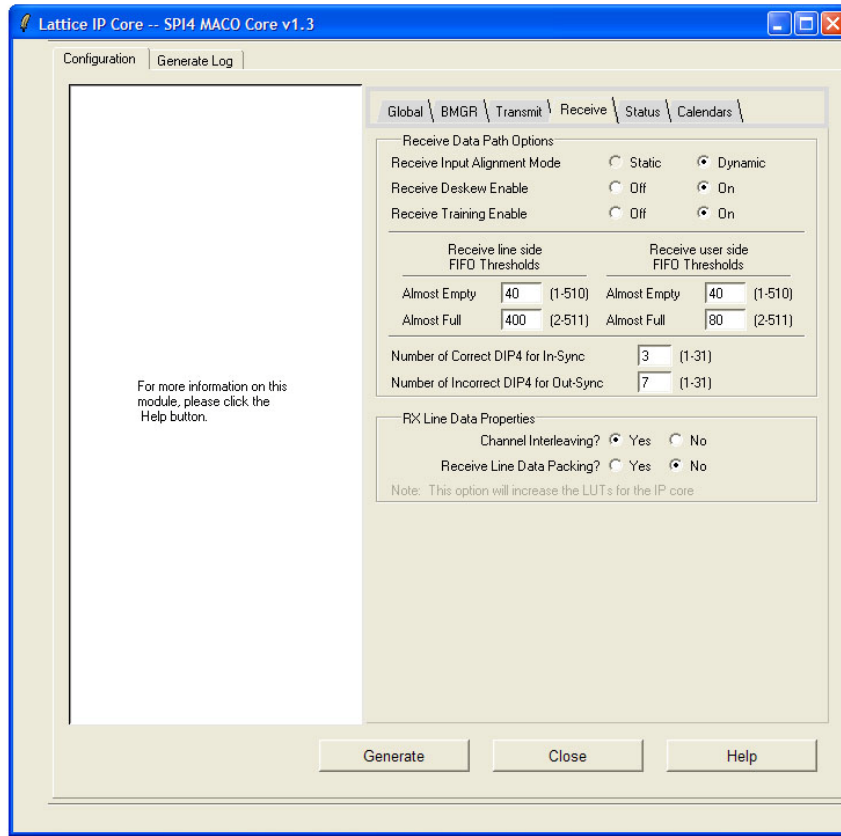 Lattice IP Core -- SPI4 MACO Core v1.3
Configuration Generate Log
For more information on this
module, please click the
Help button.
Global BMGR Transmit Receive Status Calendars
Receive Data Path Options
Receive Input Alignment Mode Static Dynamic
Receive Deskew Enable Off On
Receive Training Enable Off On
Receive line side Receive user side
FIFO Thresholds FIFO Thresholds
Almost Empty 40 (1-510) Almost Empty 40 (1-510)
Almost Full 400 (2-511) Almost Full 80 (2-511)
Number of Correct DIP4 for In-Sync 3 (1-31)
Number of Incorrect DIP4 for Out-Sync 7 (1-31)
RX Line Data Properties
Channel Interleaving? Yes No
Receive Line Data Packing? Yes No
Note: This option will increase the LUTs for the IP core
Generate Close Help